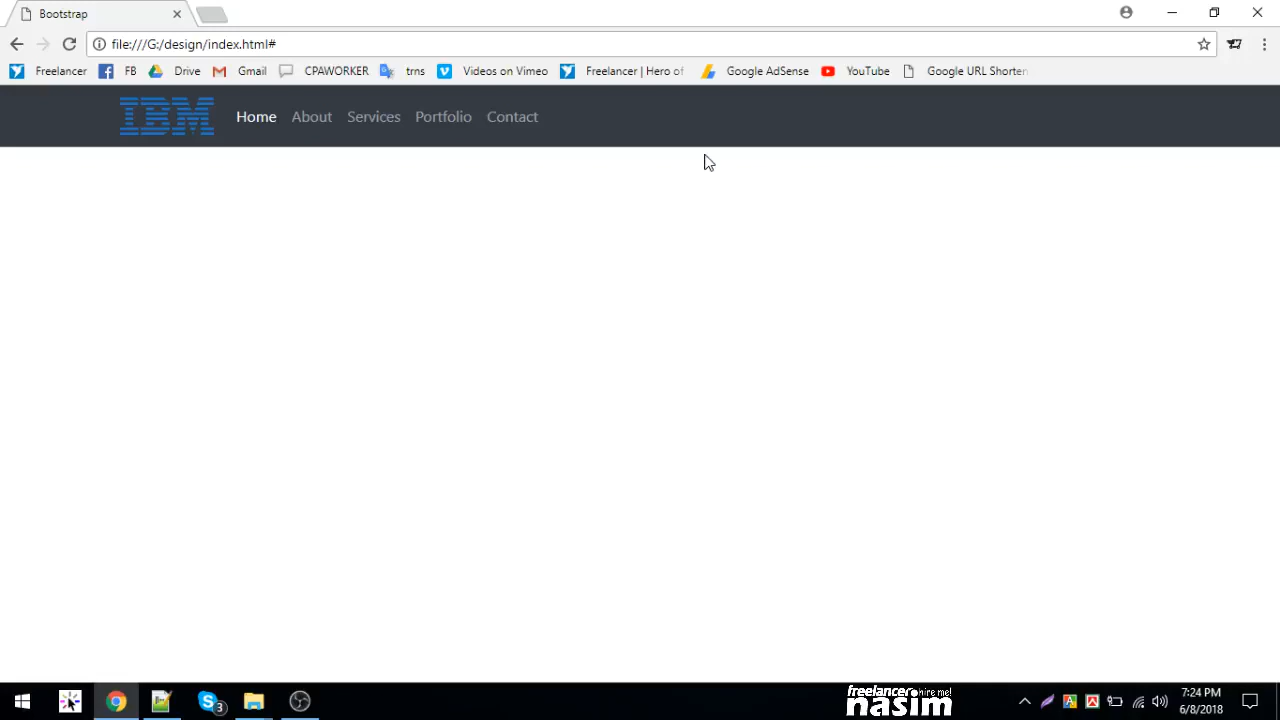 Bootstrap
file:///G:/design/index.html#
Freelancer FB Drive Gmail CPAWORKER trns Videos on Vimeo Freelancer | Hero of YouTube Google AdSense Google URL Shorten
IBM Home About Services Portfolio Contact
freelancer hire me!
nasim
3
7:24 PM
6/8/2018